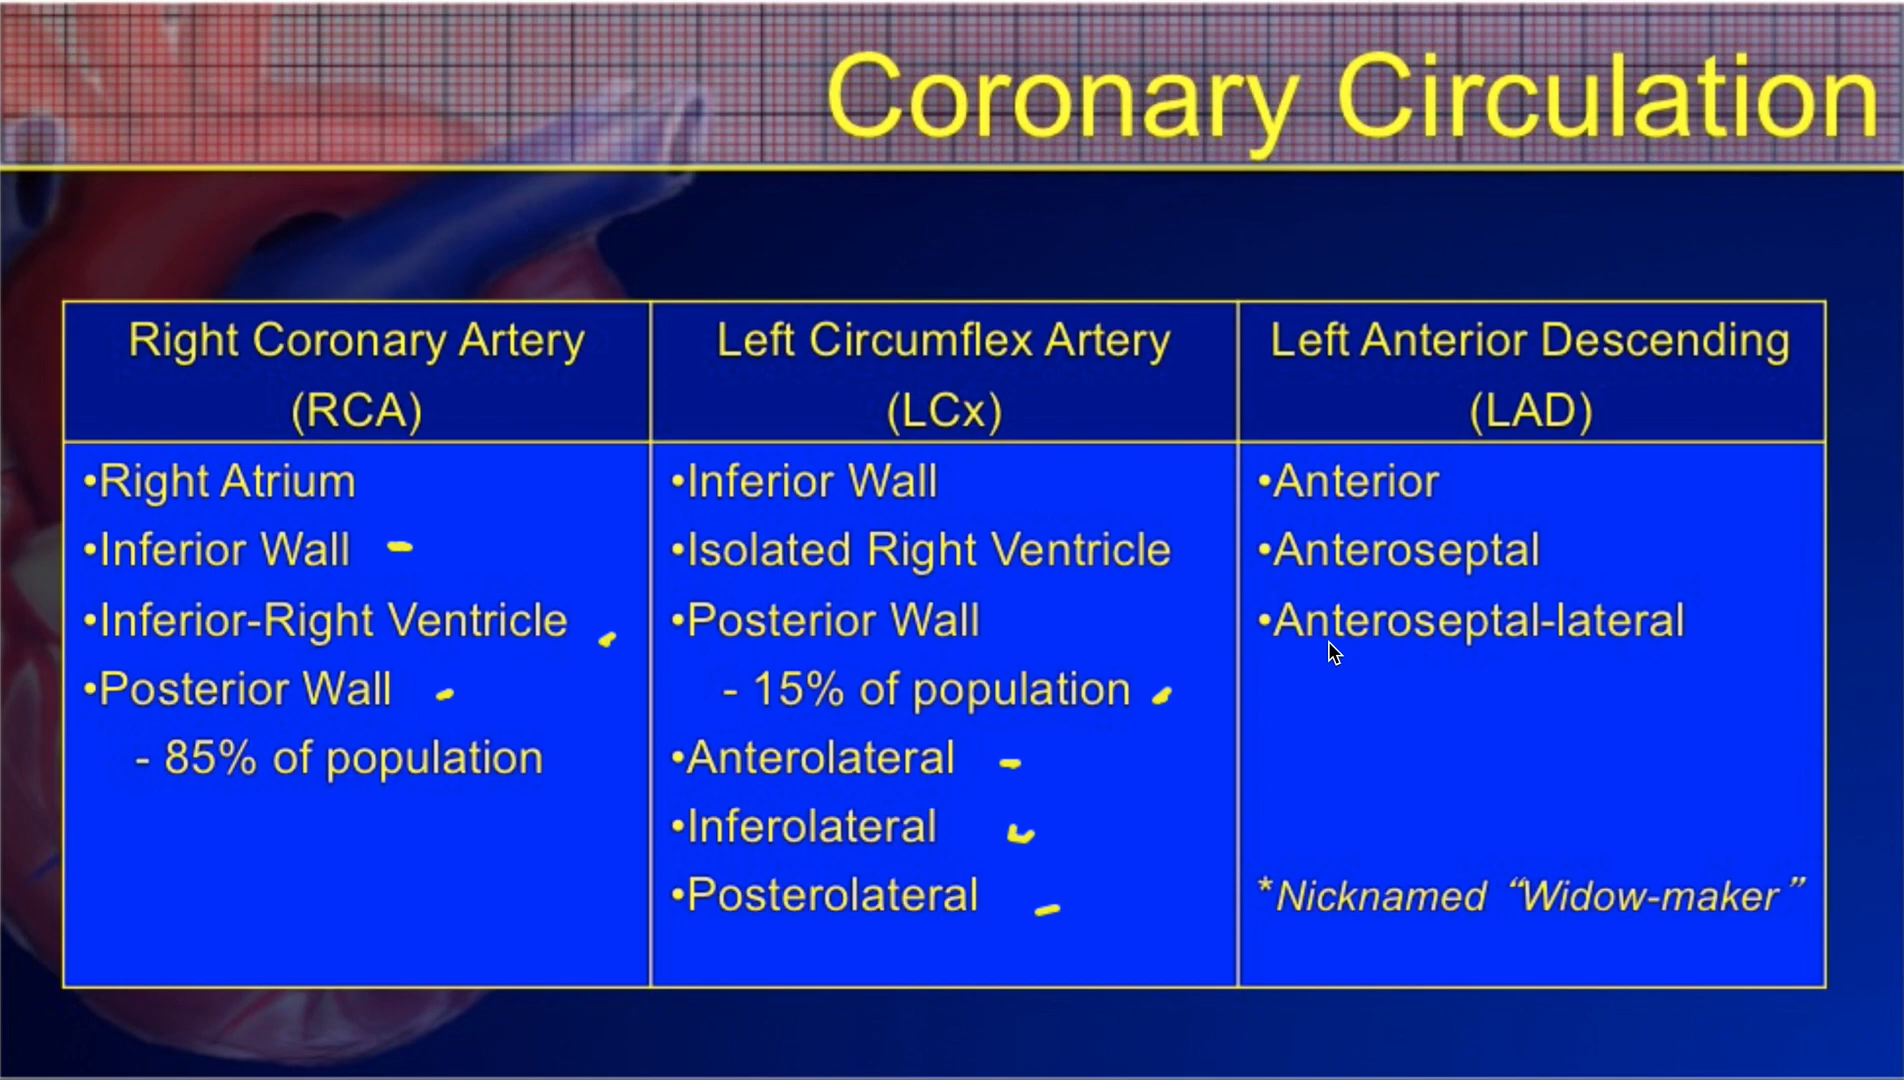 Coronary Circulation
Right Coronary Artery
(RCA)
•Right Atrium
•Inferior Wall
•Inferior-Right Ventricle
•Posterior Wall
- 85% of population
Left Circumflex Artery
(LCx)
•Inferior Wall
•Isolated Right Ventricle
•Posterior Wall
- 15% of population
•Anterolateral
•Inferolateral
•Posterolateral
Left Anterior Descending
(LAD)
•Anterior
•Anteroseptal
•Anteroseptal-lateral
*Nicknamed “Widow-maker”